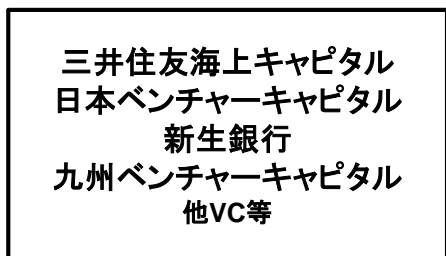 三井住友海上キャピタル
日本ベンチャーキャピタル
新生銀行
九州ベンチャーキャピタル
他VC等